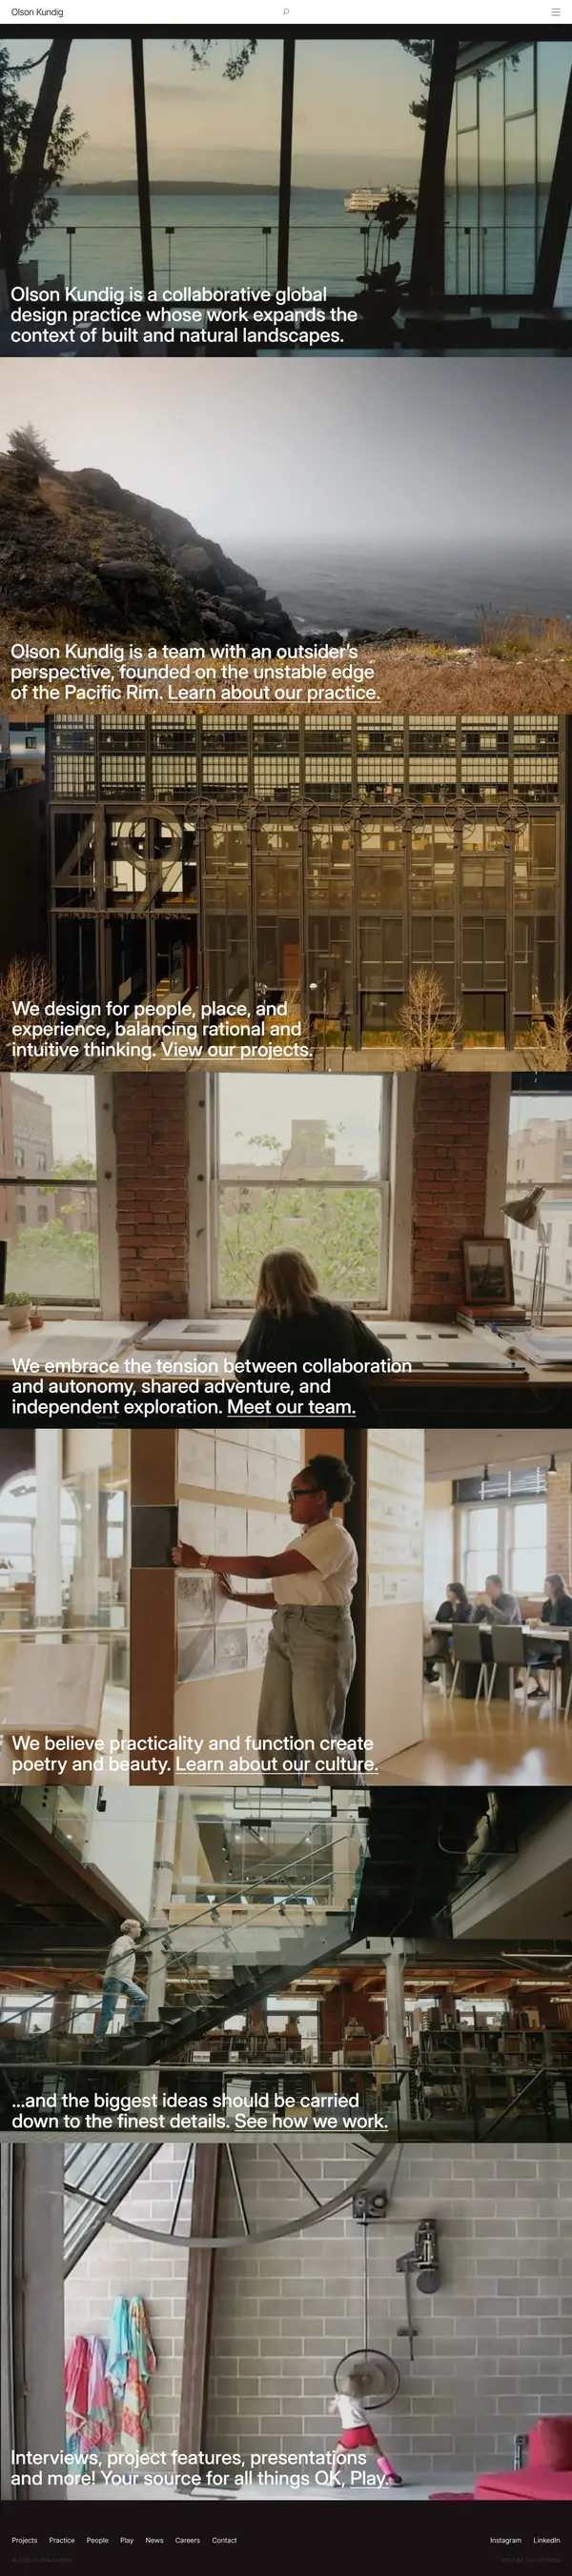 Olson Kundig
Olson Kundig is a collaborative global
design practice whose work expands the
context of built and natural landscapes.
Olson Kundig is a team with an outsider's
perspective, founded on the unstable edge
of the Pacific Rim. Learn about our practice.
We design for people, place, and
experience, balancing rational and
intuitive thinking. View our projects.
We embrace the tension between collaboration
and autonomy, shared adventure, and
independent exploration. Meet our team.
We believe practicality and function create
poetry and beauty. Learn about our culture.
...and the biggest ideas should be carried
down to the finest details. See how we work.
Interviews, project features, presentations
and more! Your source for all things OK, Play.
Projects Practice People Play News Careers Contact Instagram LinkedIn